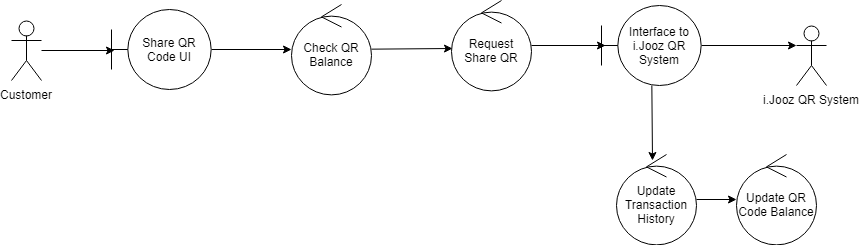 Customer
Share QR
Code UI
Check QR
Balance
Request
Share QR
Interface to
i.Jooz QR
System
i.Jooz QR System
Update
Transaction
History
Update QR
Code Balance